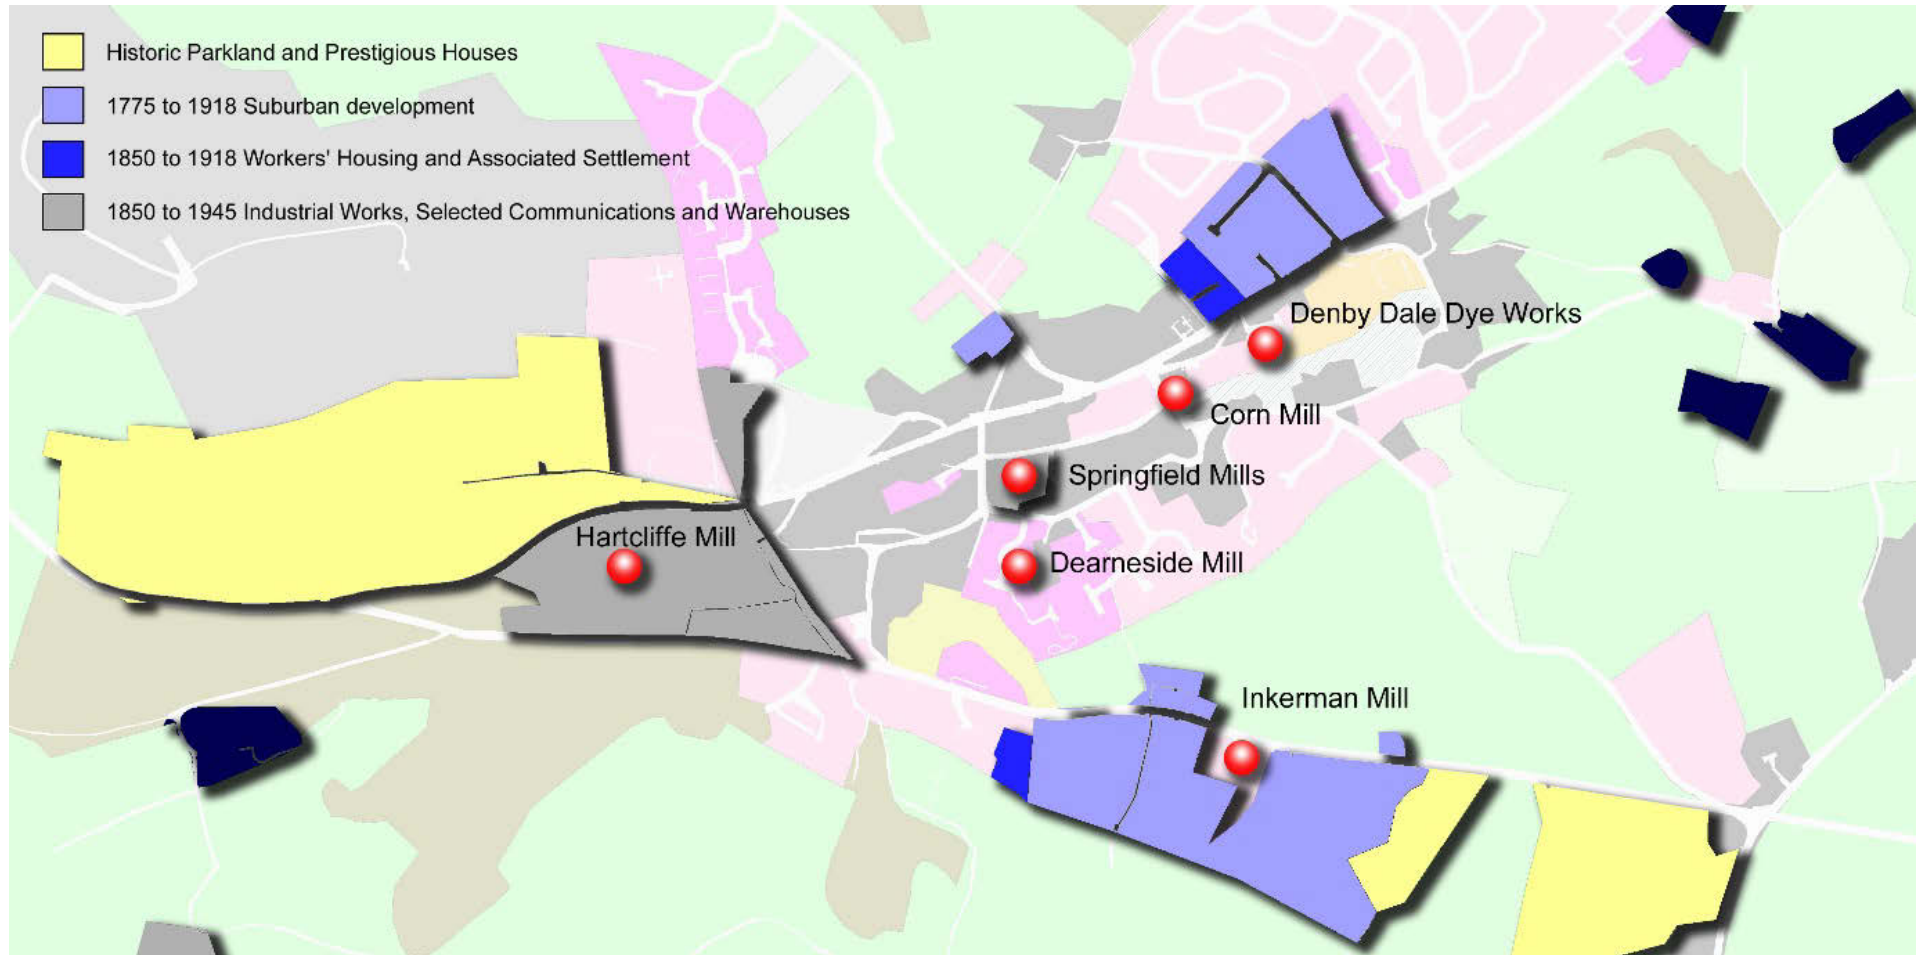 Historic Parkland and Prestigious Houses
1775 to 1918 Suburban development
1850 to 1918 Workers' Housing and Associated Settlement
1850 to 1945 Industrial Works, Selected Communications and Warehouses
Denby Dale Dye Works
Corn Mill
Springfield Mills
Hartcliffe Mill
Dearneside Mill
Inkerman Mill